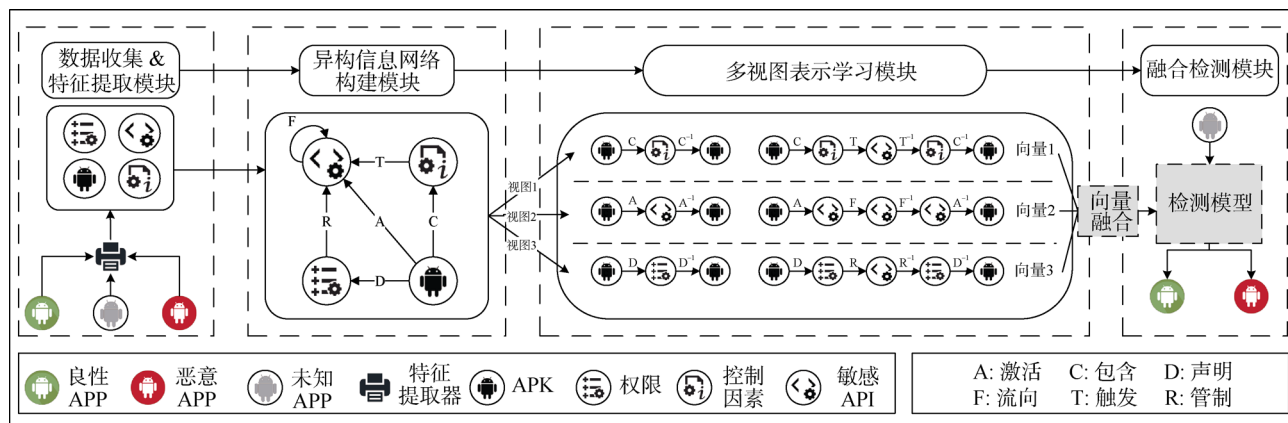 数据收集 &
特征提取模块
异构信息网络
构建模块
多视图表示学习模块
融合检测模块
F
T
R
A
C
D
视图1
视图2
视图3
C C⁻¹ C T T⁻¹ C⁻¹ 向量1
A A⁻¹ A F F⁻¹ A⁻¹ 向量2
D D⁻¹ D R R⁻¹ D⁻¹ 向量3
向量
融合
检测模型
良性
APP
恶意
APP
未知
APP
特征
提取器
APK
权限
控制
因素
敏感
API
A: 激活 C: 包含 D: 声明
F: 流向 T: 触发 R: 管制